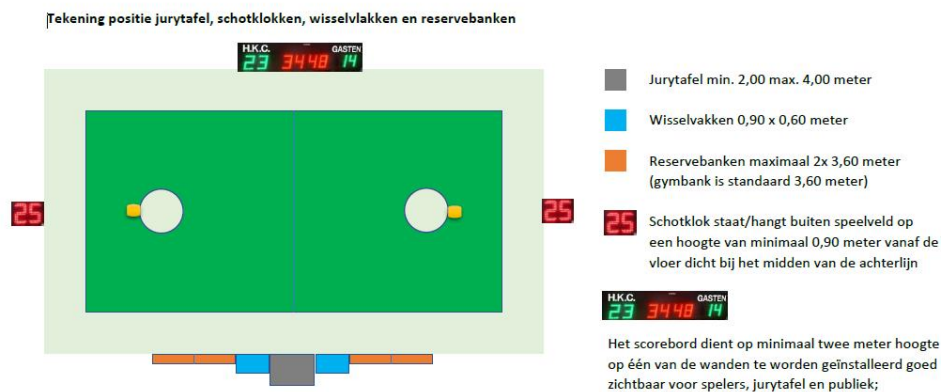 Tekening positie jurytafel, schotklokken, wisselvlakken en reservebanken
H.K.C. GASTEN
23 3448 14
25
25
Jurytafel min. 2,00 max. 4,00 meter
Wisselvakken 0,90 x 0,60 meter
Reservebanken maximaal 2x 3,60 meter
(gymbank is standaard 3,60 meter)
25
Schotklok staat/hangt buiten speelveld op
een hoogte van minimaal 0,90 meter vanaf de
vloer dicht bij het midden van de achterlijn
H.K.C. GASTEN
23 3448 14
Het scorebord dient op minimaal twee meter hoogte
op één van de wanden te worden geïnstalleerd goed
zichtbaar voor spelers, jurytafel en publiek;